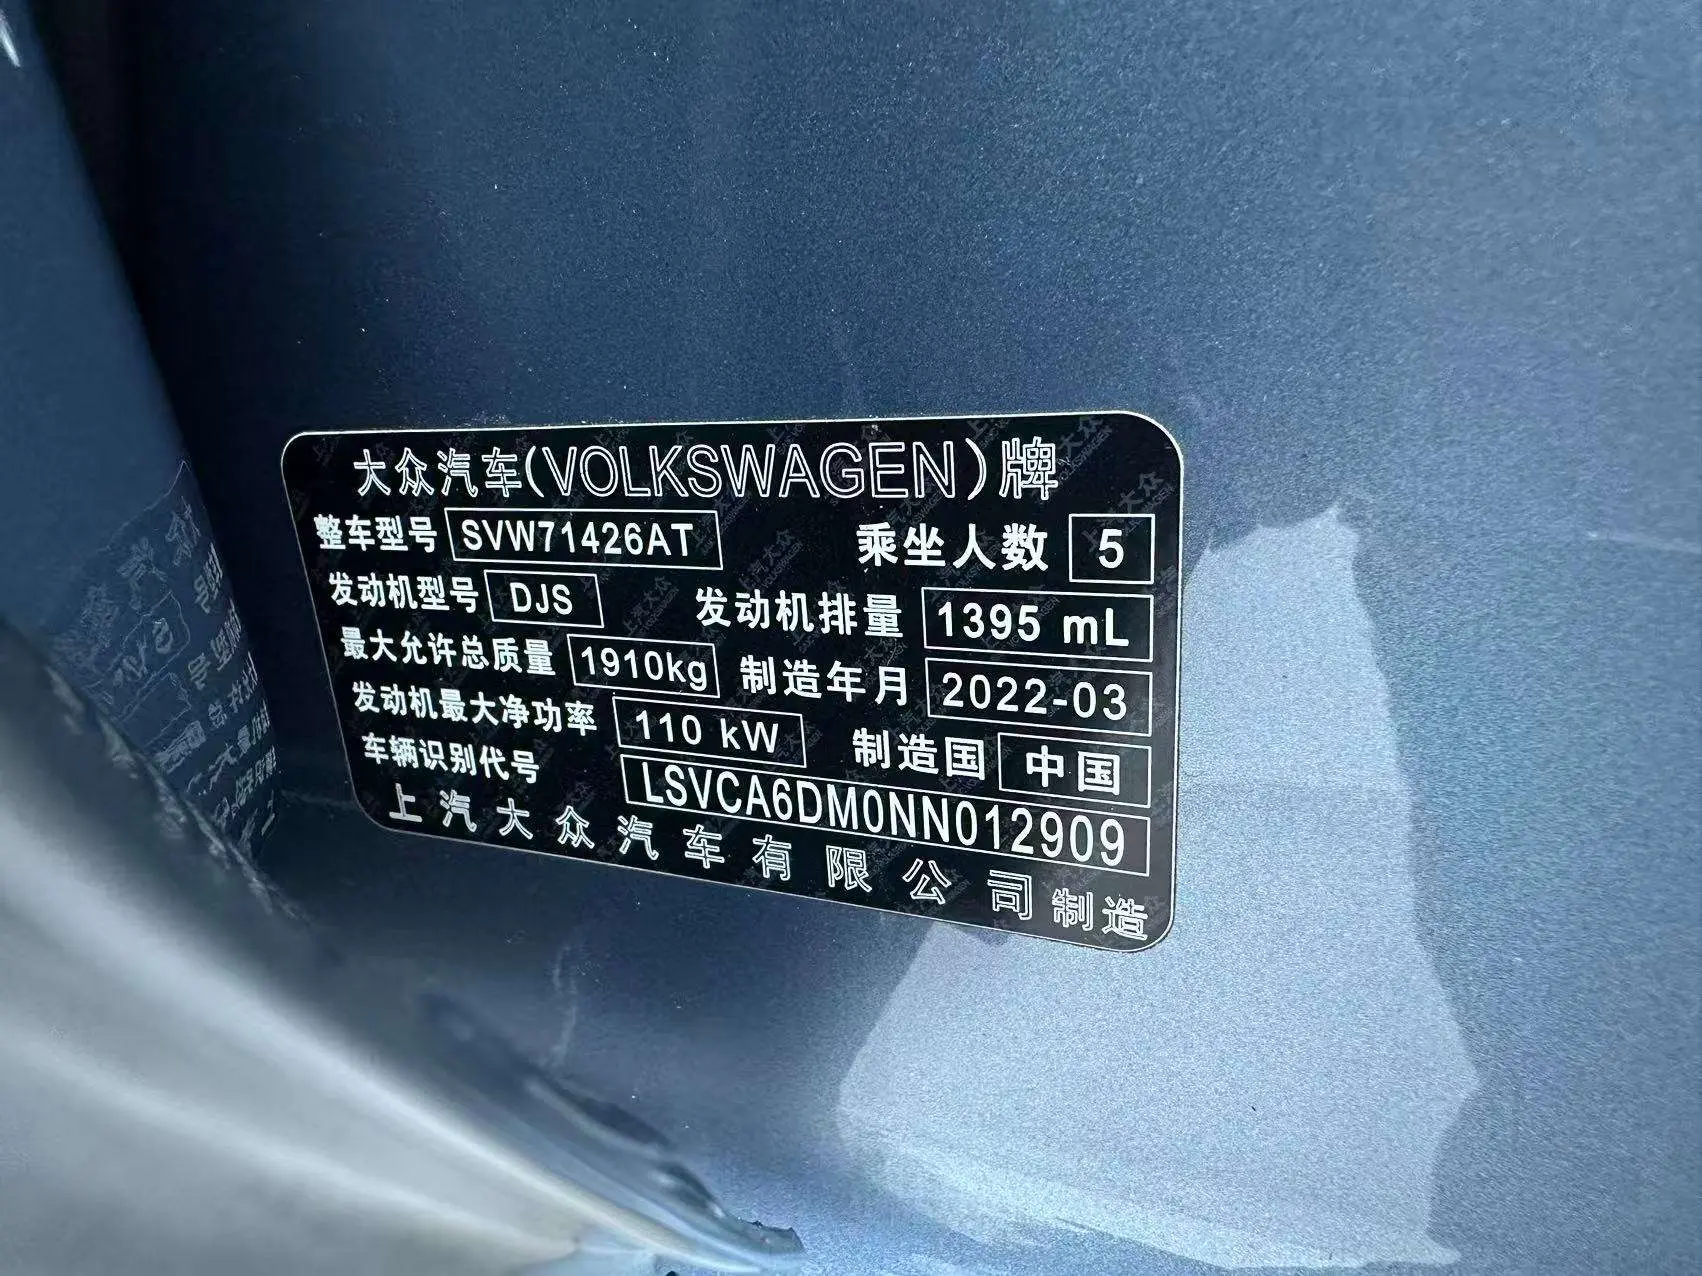 大众汽车(VOLKSWAGEN)牌
整车型号 SVW71426AT 乘坐人数 5
发动机型号 DJS 发动机排量 1395 mL
最大允许总质量 1910kg 制造年月 2022-03
发动机最大净功率 110 kW 制造国 中国
车辆识别代号 LSVCA6DM0NN012909
上汽大众汽车有限公司制造